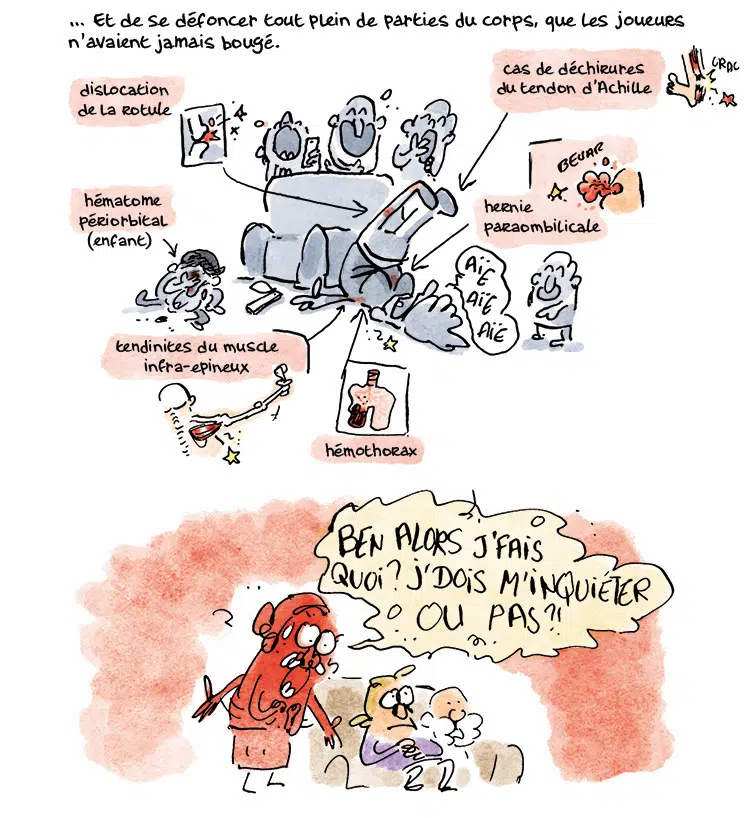 ... Et de se défoncer tout plein de parties du corps, que les joueurs
n'avaient jamais bougé.
dislocation
de la rotule
cas de déchirures
du tendon d'Achille
CRAC
BEUAR
hématome
périorbital
(enfant)
hernie
paraombilicale
AÏE
AÏE
AÏE
tendinites du muscle
infra-epineux
hémothorax
BEN ALORS J'FAIS
QUOI? J'DOIS M'INQUIÉTER
OU PAS?!